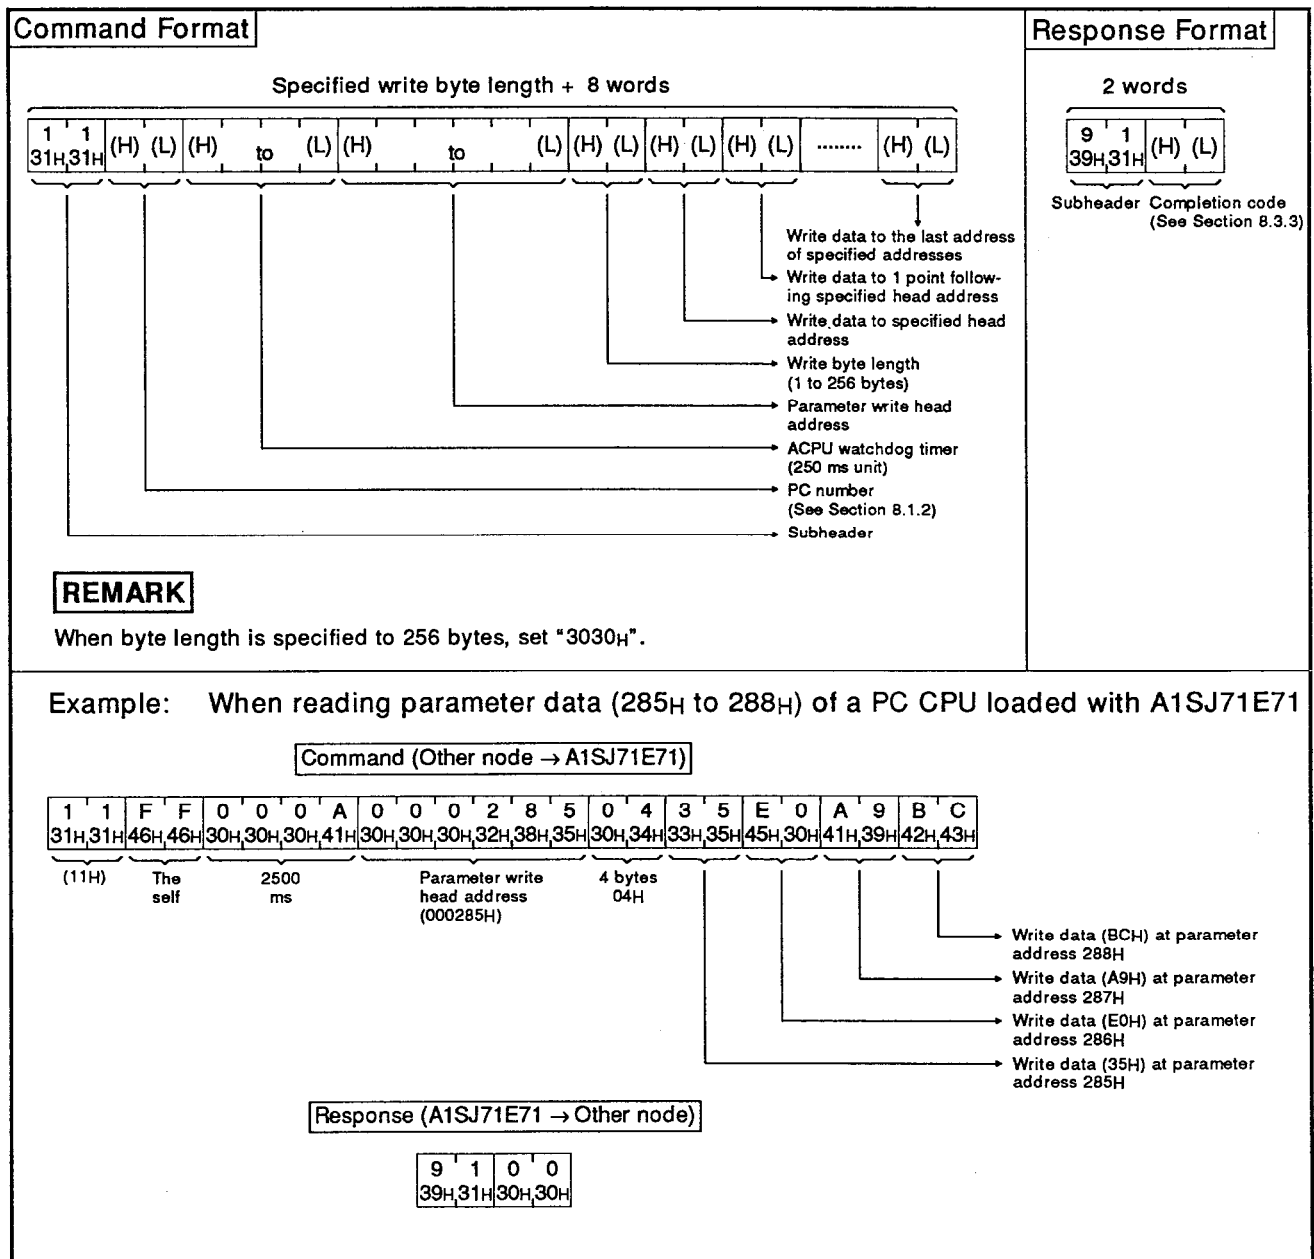 Command Format
Response Format
Specified write byte length + 8 words
2 words
1 1
31H 31H (H) (L) (H) to (L) (H) to (L) (H) (L) (H) (L) (H) (L) ........ (H) (L)
9 1
39H 31H (H) (L)
Subheader Completion code
(See Section 8.3.3)
Write data to the last address
of specified addresses
Write data to 1 point follow-
ing specified head address
Write data to specified head
address
Write byte length
(1 to 256 bytes)
Parameter write head
address
ACPU watchdog timer
(250 ms unit)
PC number
(See Section 8.1.2)
Subheader
REMARK
When byte length is specified to 256 bytes, set "3030H".
Example: When reading parameter data (285H to 288H) of a PC CPU loaded with A1SJ71E71
Command (Other node → A1SJ71E71)
1 1 F F 0 0 0 A 0 0 0 2 8 5 0 4 3 5 E 0 A 9 B C
31H 31H 46H 46H 30H 30H 30H 41H 30H 30H 30H 32H 38H 35H 30H 34H 33H 35H 45H 30H 41H 39H 42H 43H
(11H) The 2500 Parameter write 4 bytes
self ms head address 04H
(000285H)
Write data (BCH) at parameter
address 288H
Write data (A9H) at parameter
address 287H
Write data (E0H) at parameter
address 286H
Write data (35H) at parameter
address 285H
Response (A1SJ71E71 → Other node)
9 1 0 0
39H 31H 30H 30H